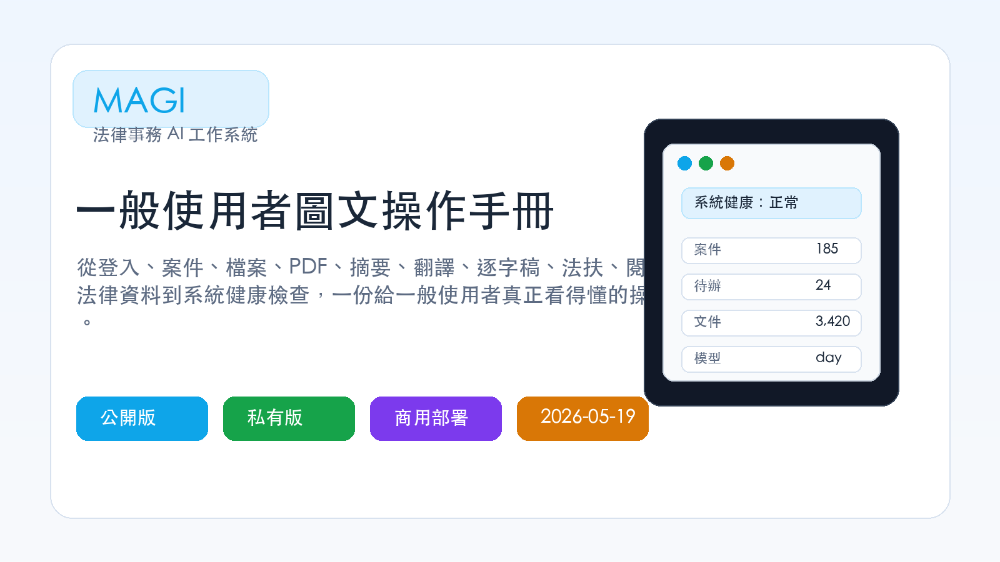 MAGI
法律事務 AI 工作系統
一般使用者圖文操作手冊
從登入、案件、檔案、PDF、摘要、翻譯、逐字稿、法扶、閱
法律資料到系統健康檢查，一份給一般使用者真正看得懂的操
。
公開版
私有版
商用部署
2026-05-19
系統健康：正常
案件 185
待辦 24
文件 3,420
模型 day